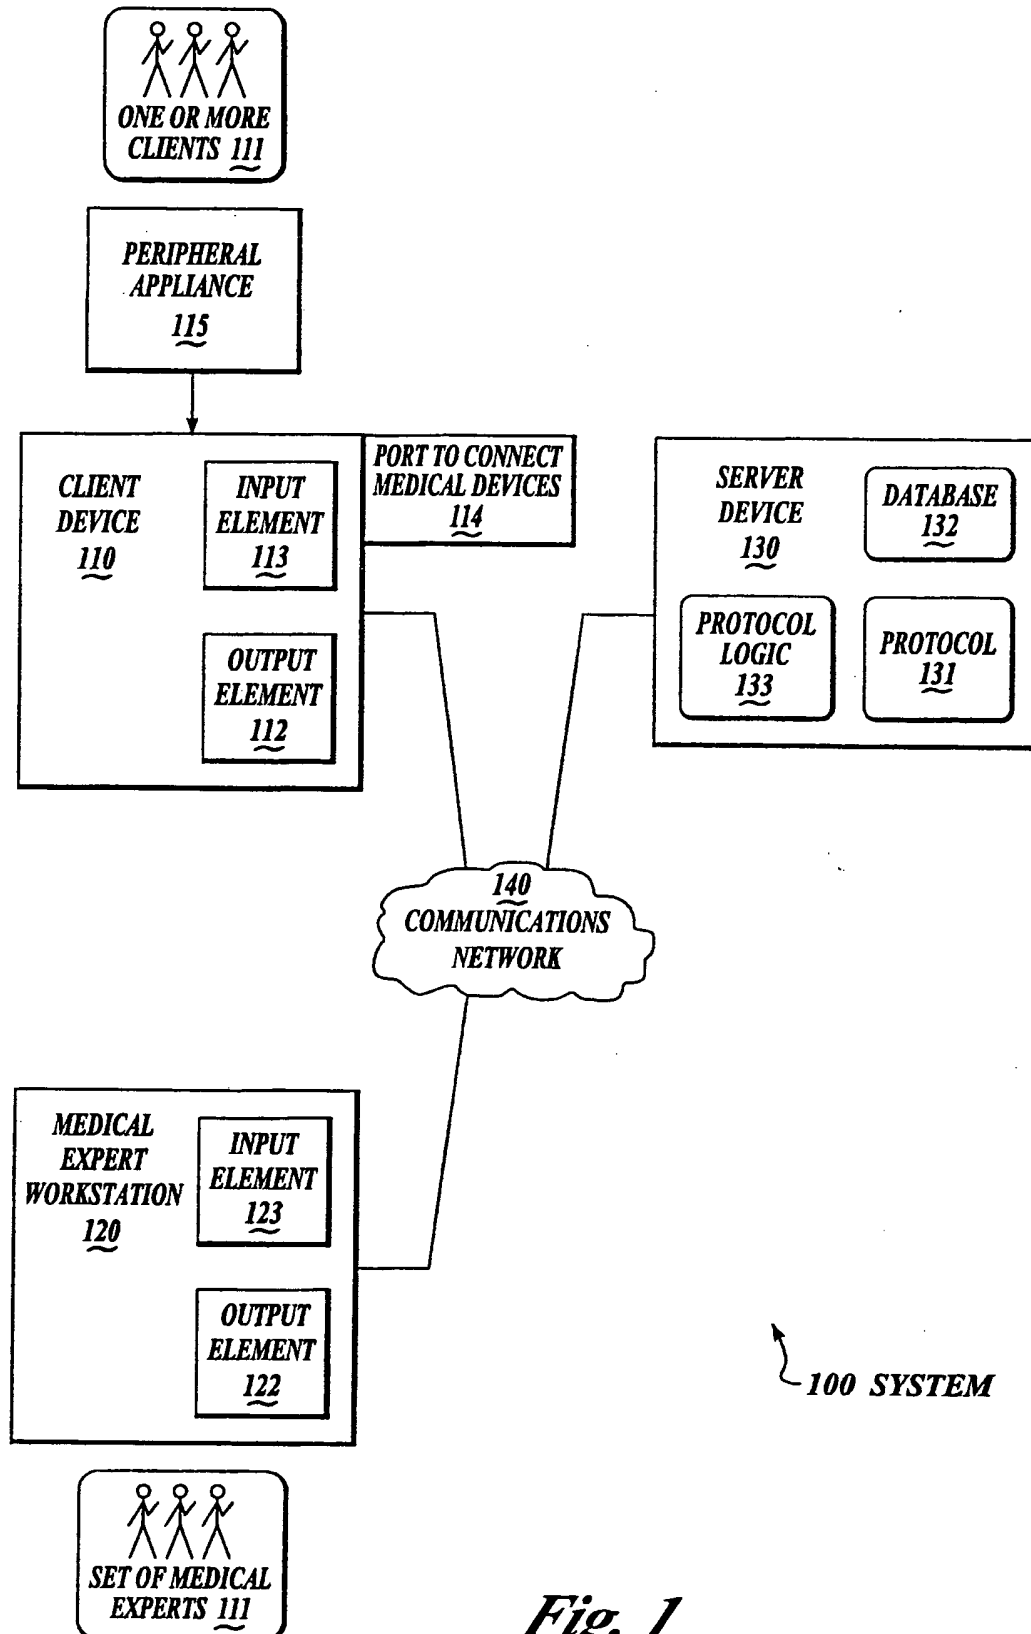 ONE OR MORE
CLIENTS 111
PERIPHERAL
APPLIANCE
115
CLIENT
DEVICE
110
INPUT
ELEMENT
113
OUTPUT
ELEMENT
112
PORT TO CONNECT
MEDICAL DEVICES
114
SERVER
DEVICE
130
DATABASE
132
PROTOCOL
LOGIC
133
PROTOCOL
131
140
COMMUNICATIONS
NETWORK
MEDICAL
EXPERT
WORKSTATION
120
INPUT
ELEMENT
123
OUTPUT
ELEMENT
122
100 SYSTEM
SET OF MEDICAL
EXPERTS 111
Fig. 1